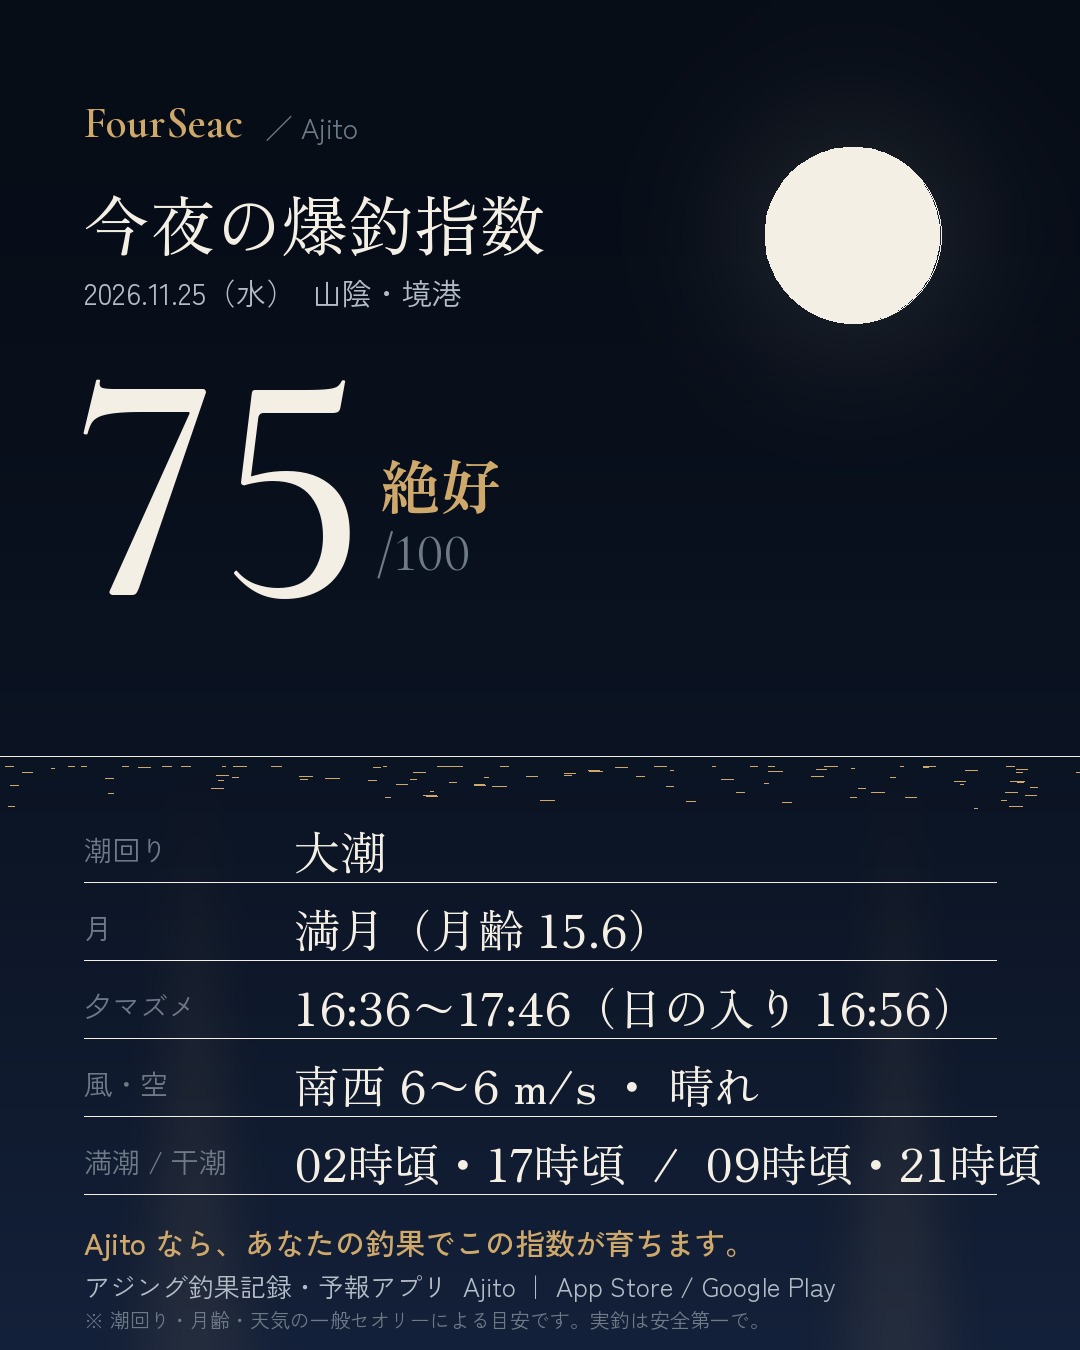 FourSeac ／ Ajito
今夜の爆釣指数
2026.11.25（水） 山陰・境港
75 絶好
/100
潮回り 大潮
月 満月（月齢 15.6）
夕マズメ 16:36〜17:46（日の入り 16:56）
風・空 南西 6〜6 m/s ・ 晴れ
満潮 / 干潮 02時頃・17時頃 / 09時頃・21時頃
Ajito なら、あなたの釣果でこの指数が育ちます。
アジング釣果記録・予報アプリ Ajito ｜ App Store / Google Play
※ 潮回り・月齢・天気の一般セオリーによる目安です。実釣は安全第一で。